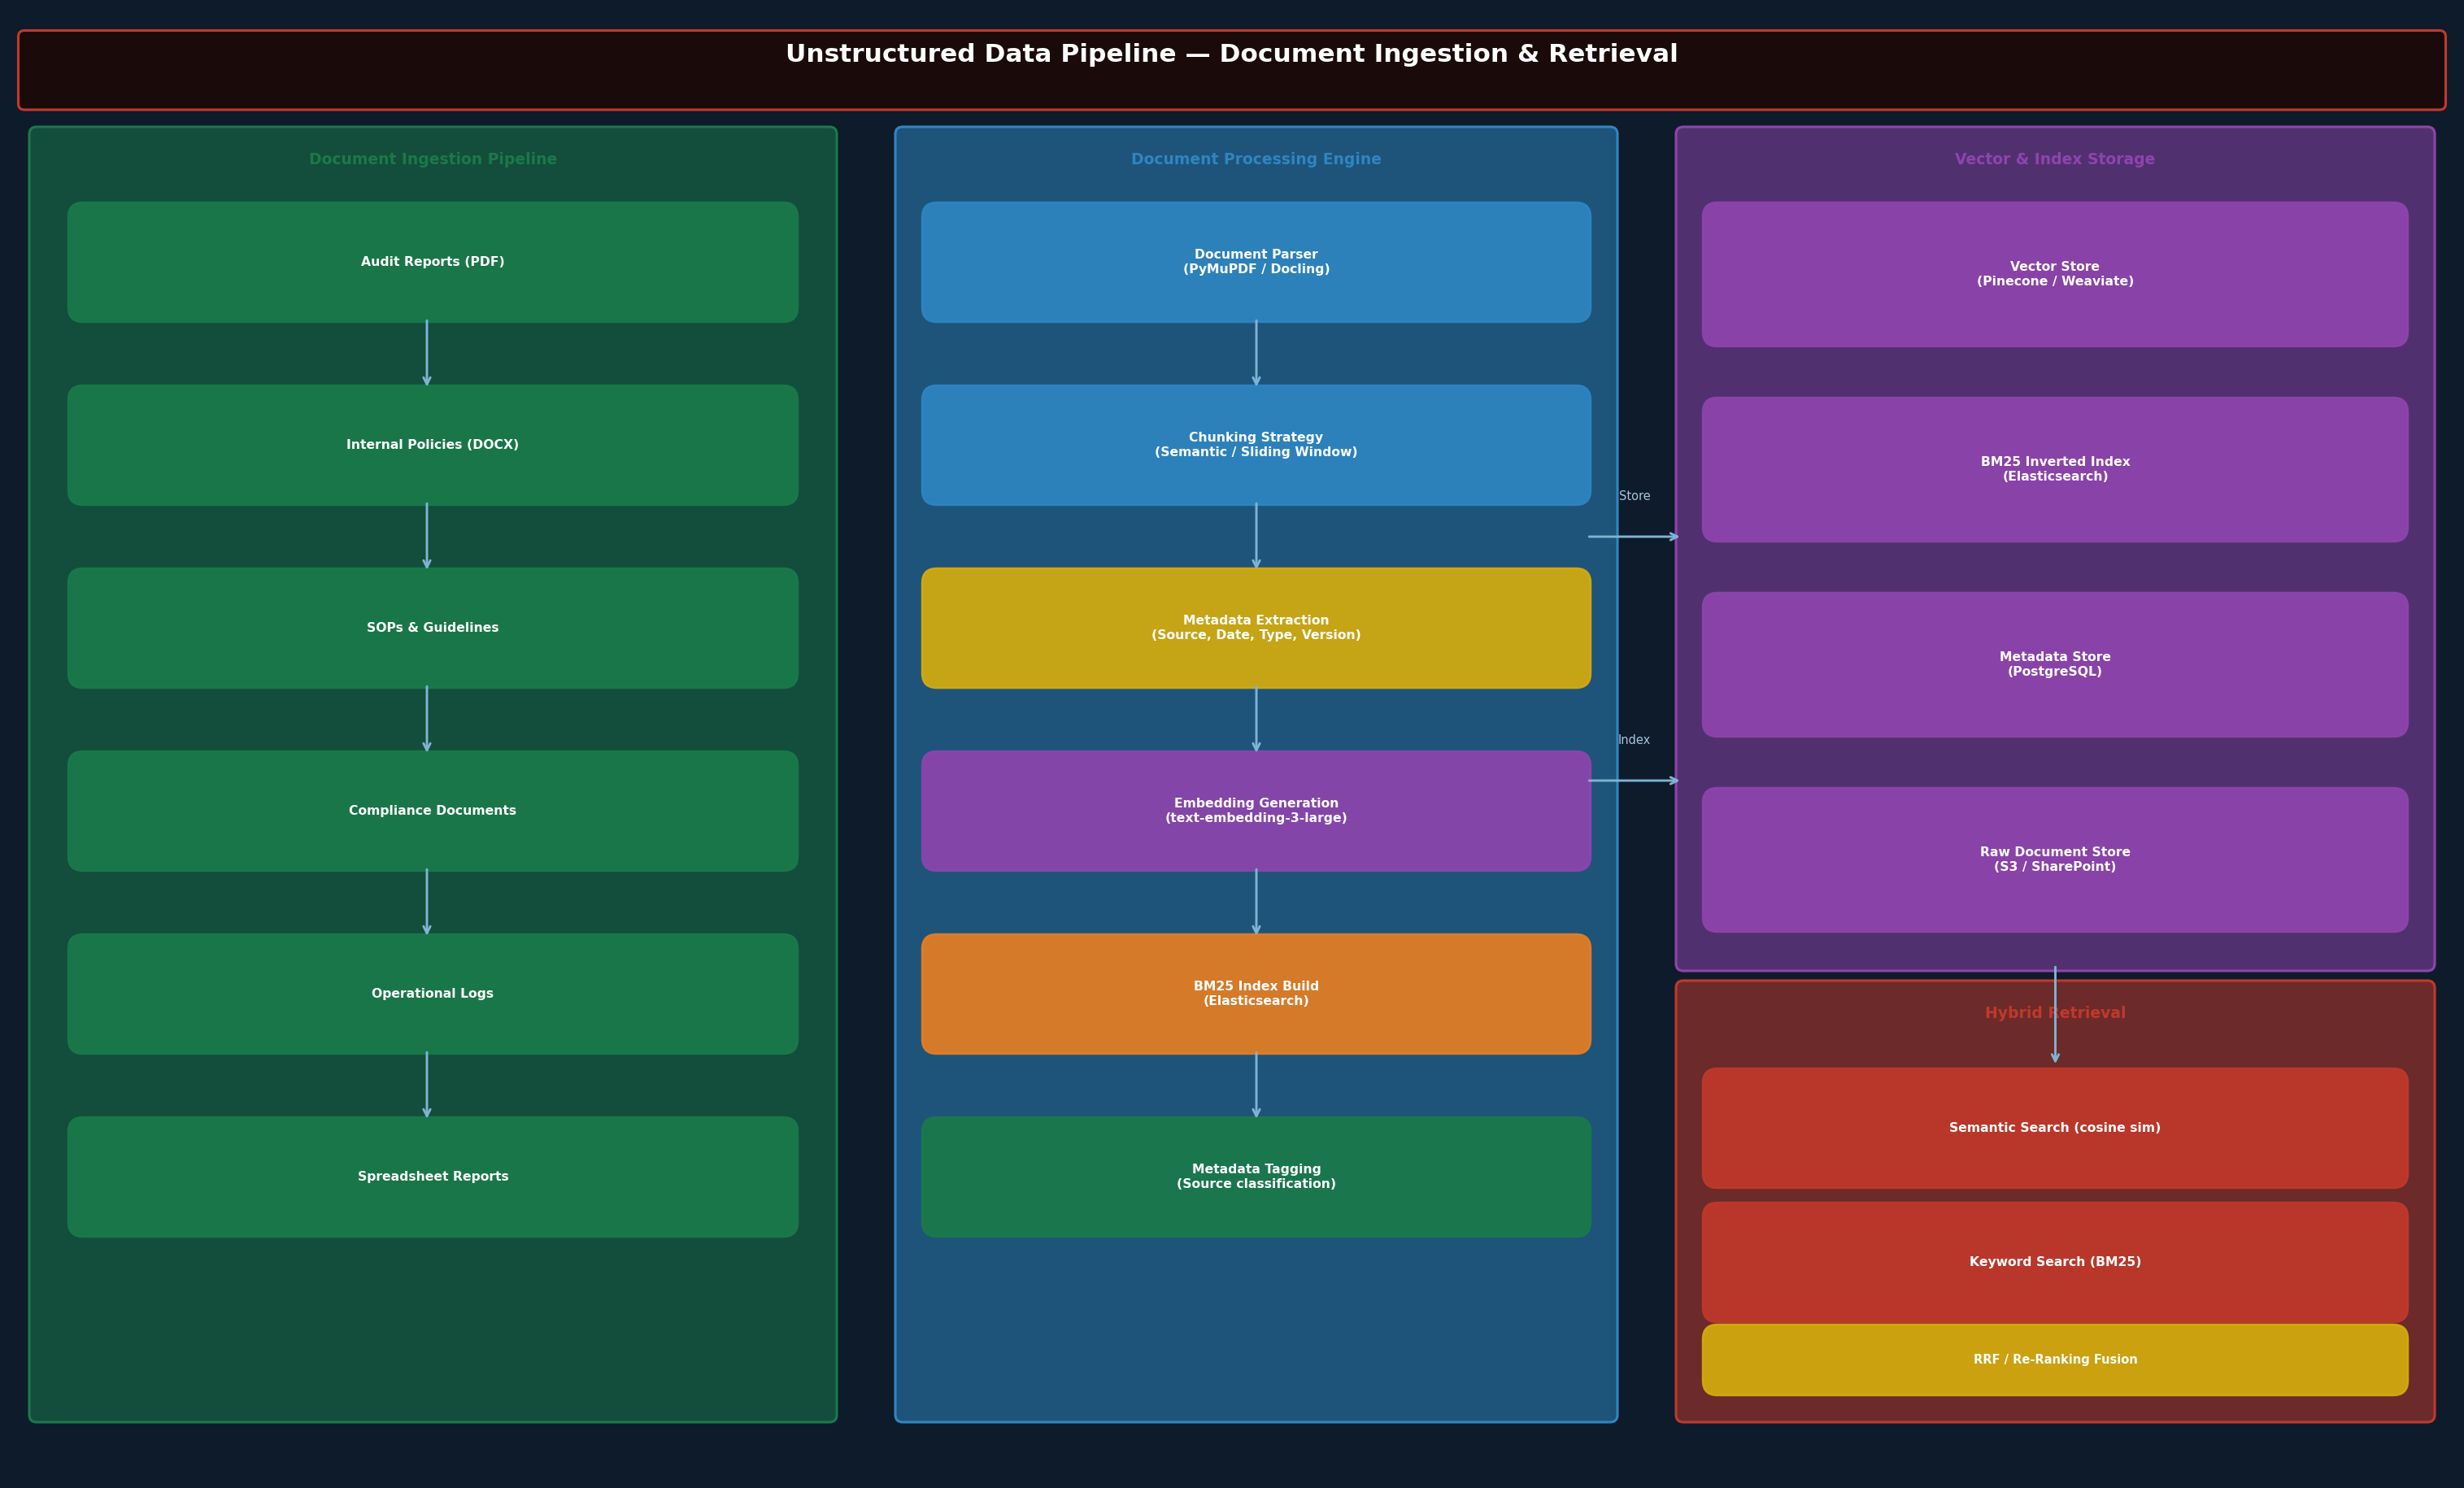 Unstructured Data Pipeline — Document Ingestion & Retrieval
Document Ingestion Pipeline
Audit Reports (PDF)
Internal Policies (DOCX)
SOPs & Guidelines
Compliance Documents
Operational Logs
Spreadsheet Reports
Document Processing Engine
Document Parser
(PyMuPDF / Docling)
Chunking Strategy
(Semantic / Sliding Window)
Metadata Extraction
(Source, Date, Type, Version)
Embedding Generation
(text-embedding-3-large)
BM25 Index Build
(Elasticsearch)
Metadata Tagging
(Source classification)
Store
Index
Vector & Index Storage
Vector Store
(Pinecone / Weaviate)
BM25 Inverted Index
(Elasticsearch)
Metadata Store
(PostgreSQL)
Raw Document Store
(S3 / SharePoint)
Hybrid Retrieval
Semantic Search (cosine sim)
Keyword Search (BM25)
RRF / Re-Ranking Fusion